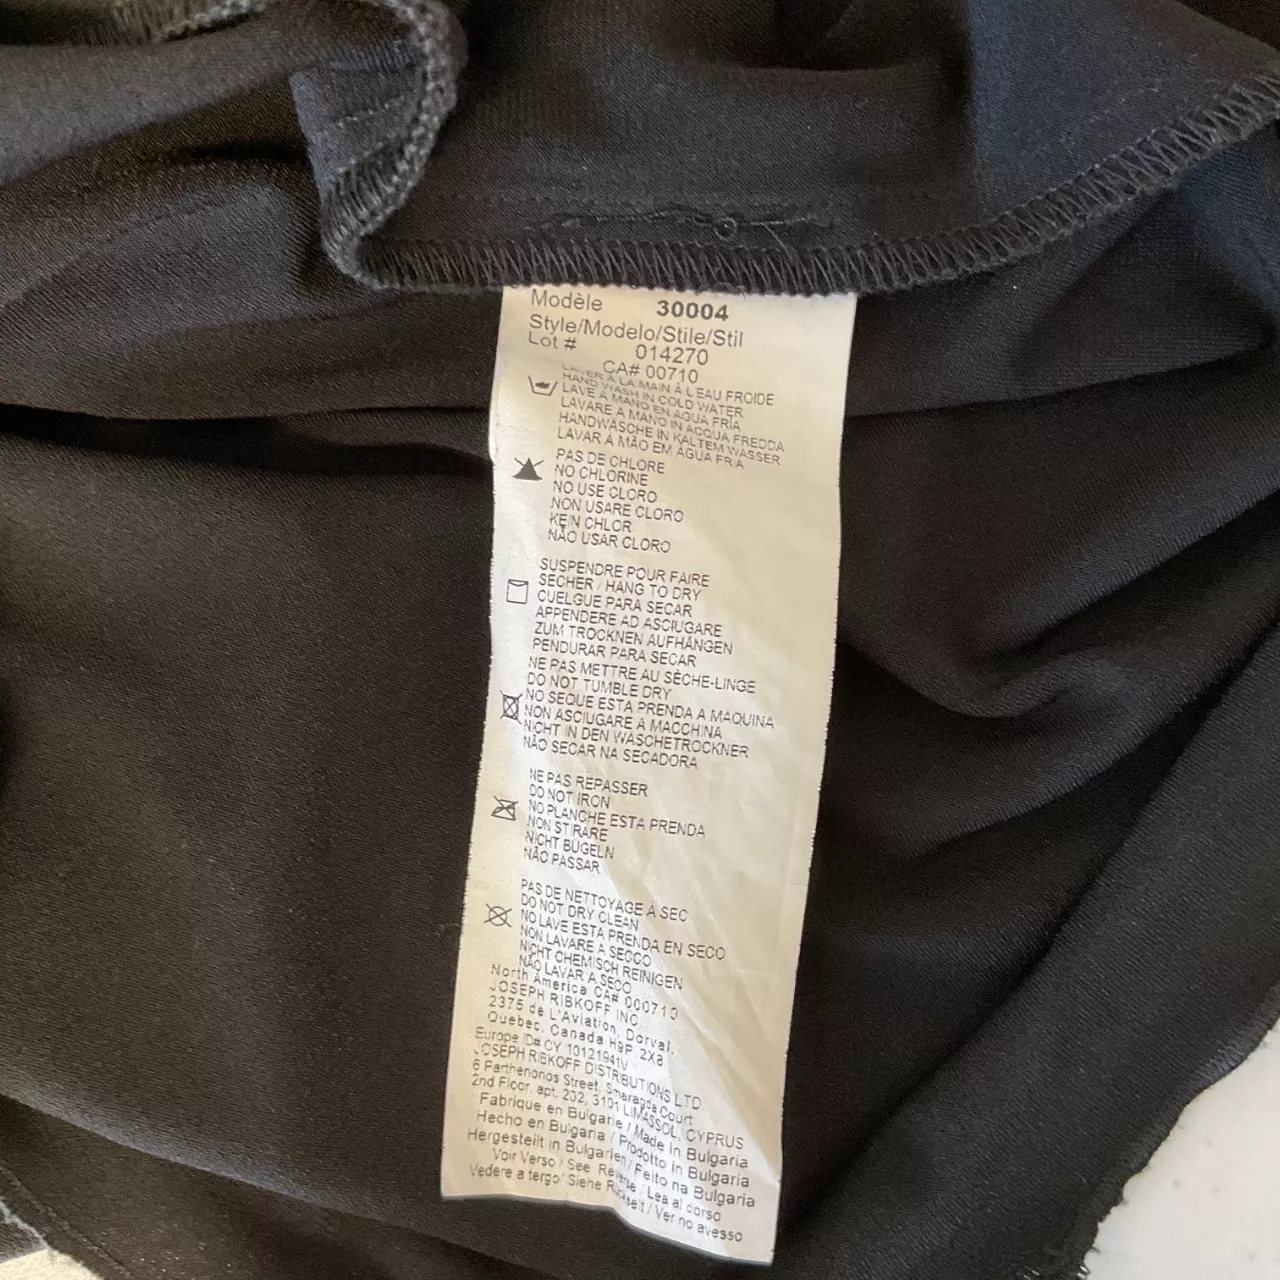 Modèle 30004
Style/Modelo/Stile/Stil
Lot # 014270
CA# 00710
LAVER A LA MAIN À L'EAU FROIDE
HAND WASH IN COLD WATER
LAVE A MANO EN AGUA FRIA
LAVARE A MANO IN ACQUA FREDDA
HANDWÄSCHE IN KALTEM WASSER
LAVAR À MÃO EM ÁGUA FRIA
PAS DE CHLORE
NO CHLORINE
NO USE CLORO
NON USARE CLORO
KEIN CHLOR
NÃO USAR CLORO
SUSPENDRE POUR FAIRE
SECHER / HANG TO DRY
CUELGUE PARA SECAR
APPENDERE AD ASCIUGARE
ZUM TROCKNEN AUFHÄNGEN
PENDURAR PARA SECAR
NE PAS METTRE AU SÈCHE-LINGE
DO NOT TUMBLE DRY
NO SEQUE ESTA PRENDA A MÁQUINA
NON ASCIUGARE A MACCHINA
NICHT IN DEN WASCHETROCKNER
NÃO SECAR NA SECADORA
NE PAS REPASSER
DO NOT IRON
NO PLANCHE ESTA PRENDA
NON STIRARE
NICHT BÜGELN
NÃO PASSAR
PAS DE NETTOYAGE À SEC
DO NOT DRY CLEAN
NO LAVE ESTA PRENDA EN SECO
NON LAVARE A SECCO
NICHT CHEMISCH REINIGEN
NÃO LAVAR A SECO
North America CA# 000710
JOSEPH RIBKOFF INC.
2375 de L'Aviation, Dorval,
Quebec, Canada H9P 2X8
Europe ID# CY 10121941V
JOSEPH RIBKOFF DISTRIBUTIONS LTD
6 Parthenonos Street, Smaragda Court
2nd Floor, apt. 202, 3101 LIMASSOL, CYPRUS
Fabrique en Bulgarie / Made in Bulgaria
Hecho en Bulgaria / Prodotto in Bulgaria
Hergestellt in Bulgarien / Feito na Bulgaria
Voir Verso / See Reverse / Lea al dorso
Vedere a tergo / Siehe Rückseit / Ver no avesso